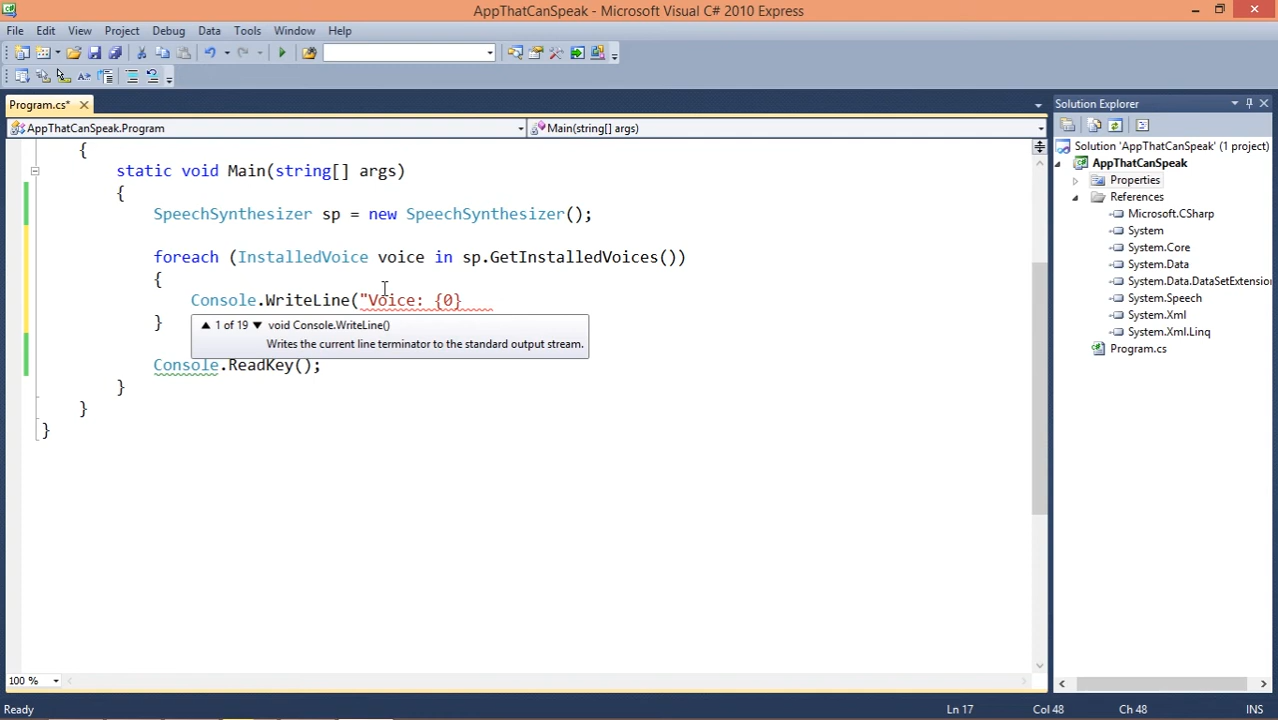 AppThatCanSpeak - Microsoft Visual C# 2010 Express
File Edit View Project Debug Data Tools Window Help
Program.cs*
AppThatCanSpeak.Program
Main(string[] args)
{
static void Main(string[] args)
{
SpeechSynthesizer sp = new SpeechSynthesizer();
foreach (InstalledVoice voice in sp.GetInstalledVoices())
{
Console.WriteLine("Voice: {0}
}
1 of 19 void Console.WriteLine()
Writes the current line terminator to the standard output stream.
Console.ReadKey();
}
}
}
100 %
Solution Explorer
Solution 'AppThatCanSpeak' (1 project)
AppThatCanSpeak
Properties
References
Microsoft.CSharp
System
System.Core
System.Data
System.Data.DataSetExtension
System.Speech
System.Xml
System.Xml.Linq
Program.cs
Ready
Ln 17
Col 48
Ch 48
INS